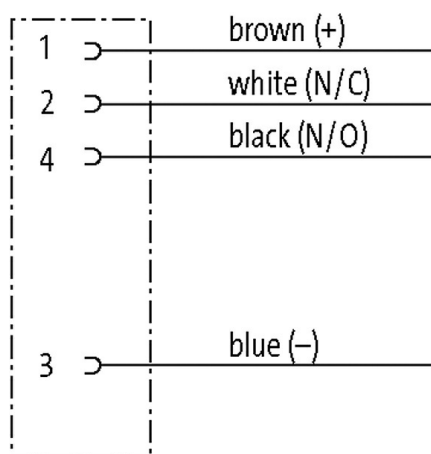 1 brown (+)
2 white (N/C)
4 black (N/O)
3 blue (–)